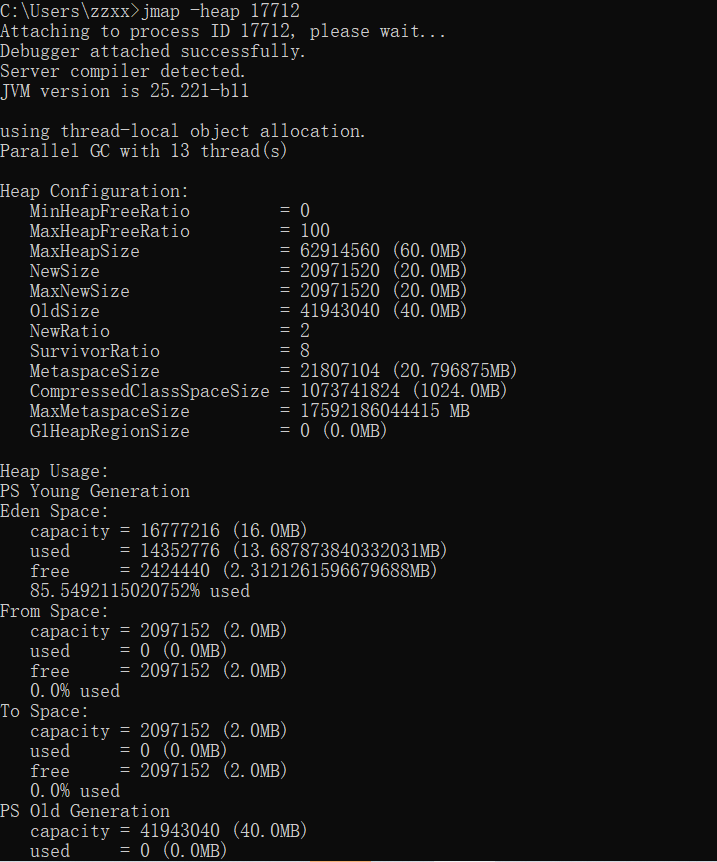 C:\Users\zzxx>jmap -heap 17712
Attaching to process ID 17712, please wait...
Debugger attached successfully.
Server compiler detected.
JVM version is 25.221-b11

using thread-local object allocation.
Parallel GC with 13 thread(s)

Heap Configuration:
   MinHeapFreeRatio         = 0
   MaxHeapFreeRatio         = 100
   MaxHeapSize              = 62914560 (60.0MB)
   NewSize                  = 20971520 (20.0MB)
   MaxNewSize               = 20971520 (20.0MB)
   OldSize                  = 41943040 (40.0MB)
   NewRatio                 = 2
   SurvivorRatio            = 8
   MetaspaceSize            = 21807104 (20.796875MB)
   CompressedClassSpaceSize = 1073741824 (1024.0MB)
   MaxMetaspaceSize         = 17592186044415 MB
   G1HeapRegionSize         = 0 (0.0MB)

Heap Usage:
PS Young Generation
Eden Space:
   capacity = 16777216 (16.0MB)
   used     = 14352776 (13.687873840332031MB)
   free     = 2424440 (2.3121261596679688MB)
   85.5492115020752% used
From Space:
   capacity = 2097152 (2.0MB)
   used     = 0 (0.0MB)
   free     = 2097152 (2.0MB)
   0.0% used
To Space:
   capacity = 2097152 (2.0MB)
   used     = 0 (0.0MB)
   free     = 2097152 (2.0MB)
   0.0% used
PS Old Generation
   capacity = 41943040 (40.0MB)
   used     = 0 (0.0MB)